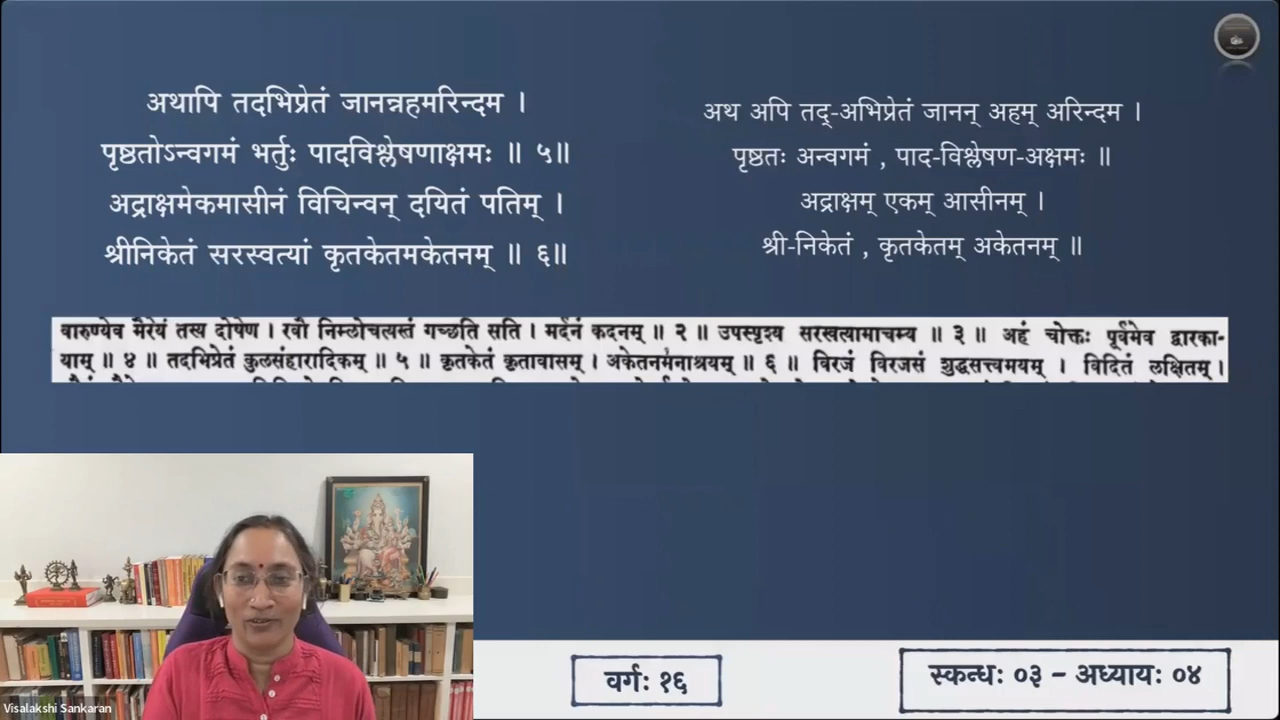 अथापि तदभिप्रेतं जानन्नहमरिन्दम ।
पृष्ठतोऽन्वगमं भर्तुः पादविश्लेषणाक्षमः ॥ ५॥
अद्राक्षमेकमासीनं विचिन्वन् दयितं पतिम् ।
श्रीनिकेतं सरस्वत्यां कृतकेतमकेतनम् ॥ ६॥
अथ अपि तद्-अभिप्रेतं जानन् अहम् अरिन्दम ।
पृष्ठतः अन्वगमं , पाद-विश्लेषण-अक्षमः ॥
अद्राक्षम् एकम् आसीनम् ।
श्री-निकेतं , कृतकेतम् अकेतनम् ॥
वारुण्येव मैरेयं तस्य दोषेण । रवौ निम्लोचत्यस्तं गच्छति सति । मर्दनं कदनम् ॥ २ ॥ उपस्पृश्य सरस्वत्यामाचम्य ॥ ३ ॥ अहं चोक्तः पूर्वमेव द्वारका-
याम् ॥ ४ ॥ तदभिप्रेतं कुलसंहारादिकम् ॥ ५ ॥ कृतकेतं कृतावासम् । अकेतनमनाश्रयम् ॥ ६ ॥ विरजं विरजसं शुद्धसत्त्वमयम् । विदितं लक्षितम् ।
Visalakshi Sankaran
वर्गः १६
स्कन्धः ०३ – अध्यायः ०४